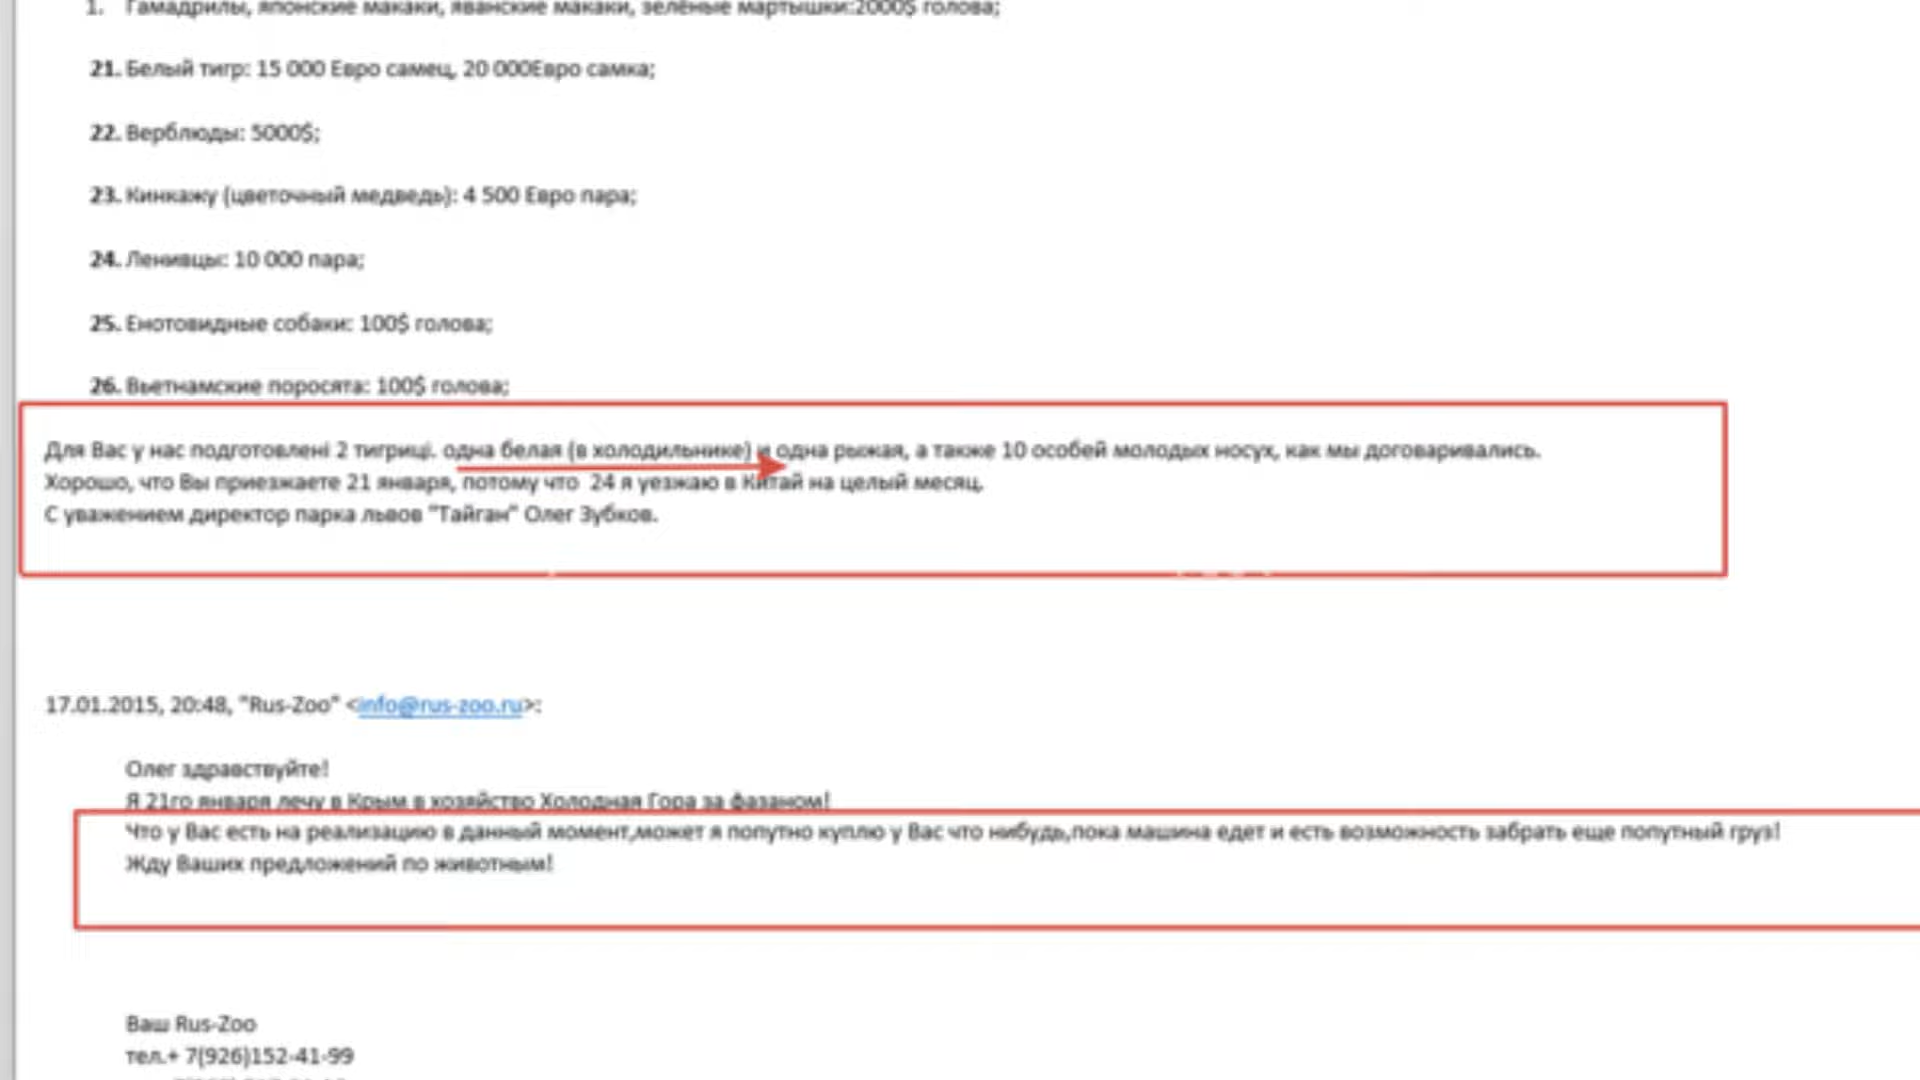 1. Гамадрилы, японские макаки, яванские макаки, зелёные мартышки:2000$ голова;
21. Белый тигр: 15 000 Евро самец, 20 000Евро самка;
22. Верблюды: 5000$;
23. Кинкажу (цветочный медведь): 4 500 Евро пара;
24. Ленивцы: 10 000 пара;
25. Енотовидные собаки: 100$ голова;
26. Вьетнамские поросята: 100$ голова;
Для Вас у нас подготовлені 2 тигриці. одна белая (в холодильнике) и одна рыжая, а также 10 особей молодых носух, как мы договаривались.
Хорошо, что Вы приезжаете 21 января, потому что 24 я уезжаю в Китай на целый месяц.
С уважением директор парка львов "Тайган" Олег Зубков.
17.01.2015, 20:48, "Rus-Zoo" <info@rus-zoo.ru>:
Олег здравствуйте!
Я 21го января лечу в Крым в хозяйство Холодная Гора за фазаном!
Что у Вас есть на реализацию в данный момент,может я попутно куплю у Вас что нибудь,пока машина едет и есть возможность забрать еще попутный груз!
Жду Ваших предложений по животным!
Ваш Rus-Zoo
тел.+ 7(926)152-41-99